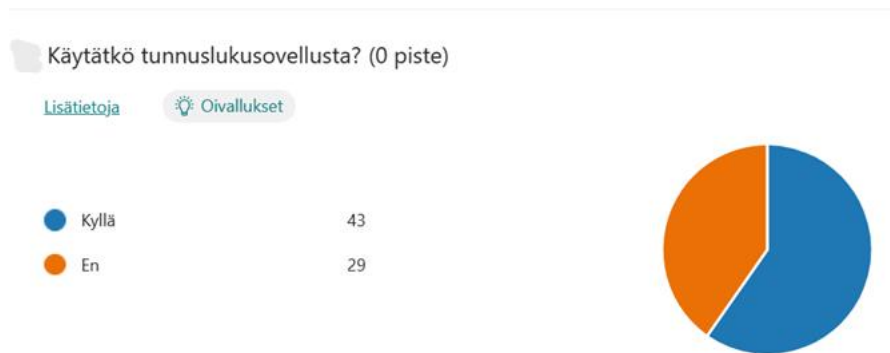 Käytätkö tunnuslukusovellusta? (0 piste)
Lisätietoja
Oivallukset
Kyllä 43
En 29